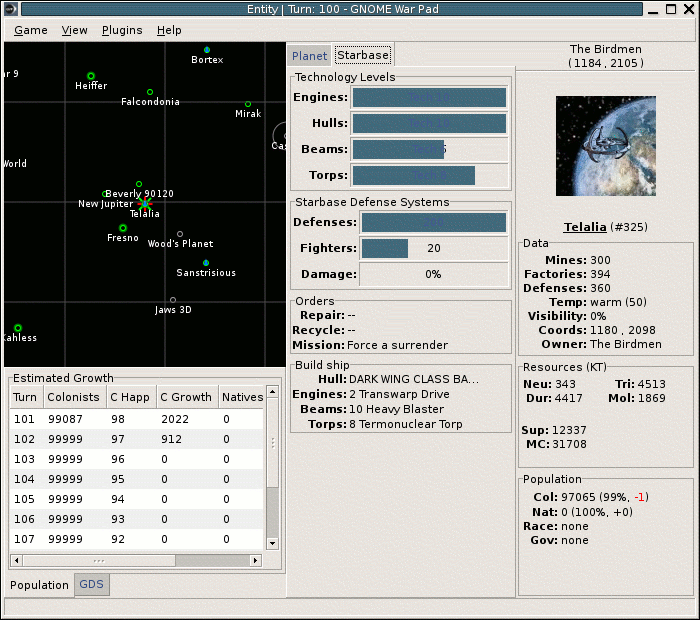 Entity | Turn: 100 - GNOME War Pad
Game View Plugins Help
Bortex
ar 9
Heiffer
Falcondonia
Mirak
World
Beverly 90120
New Jupiter
Telalia
Fresno
Wood's Planet
Sanstrisious
Jaws 3D
Kahless
Estimated Growth
Turn Colonists C Happ C Growth Natives
101 99087 98 2022 0
102 99999 97 912 0
103 99999 96 0 0
104 99999 95 0 0
105 99999 94 0 0
106 99999 93 0 0
107 99999 92 0 0
Population GDS
Planet Starbase
Technology Levels
Engines:
Hulls:
Beams:
Torps:
Starbase Defense Systems
Defenses:
Fighters: 20
Damage: 0%
Orders
Repair: --
Recycle: --
Mission: Force a surrender
Build ship
Hull: DARK WING CLASS BA...
Engines: 2 Transwarp Drive
Beams: 10 Heavy Blaster
Torps: 8 Termonuclear Torp
The Birdmen
(1184 , 2105 )
Telalia (#325)
Data
Mines: 300
Factories: 394
Defenses: 360
Temp: warm (50)
Visibility: 0%
Coords: 1180 , 2098
Owner: The Birdmen
Resources (KT)
Neu: 343 Tri: 4513
Dur: 4417 Mol: 1869
Sup: 12337
MC: 31708
Population
Col: 97065 (99%, -1)
Nat: 0 (100%, +0)
Race: none
Gov: none